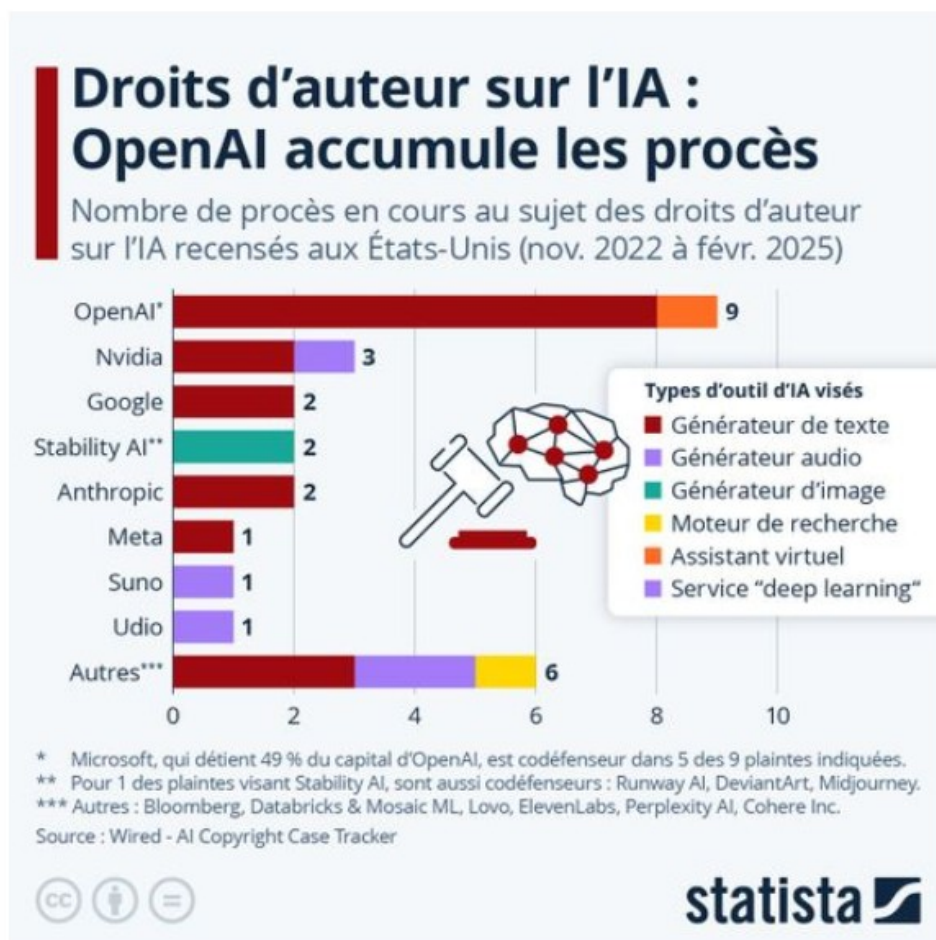 Droits d’auteur sur l’IA :
OpenAI accumule les procès
Nombre de procès en cours au sujet des droits d’auteur
sur l’IA recensés aux États-Unis (nov. 2022 à févr. 2025)
OpenAI* 9
Nvidia 3
Google 2
Stability AI** 2
Anthropic 2
Meta 1
Suno 1
Udio 1
Autres*** 6
0 2 4 6 8 10
Types d’outil d’IA visés
Générateur de texte
Générateur audio
Générateur d’image
Moteur de recherche
Assistant virtuel
Service “deep learning“
* Microsoft, qui détient 49 % du capital d’OpenAI, est codéfenseur dans 5 des 9 plaintes indiquées.
** Pour 1 des plaintes visant Stability AI, sont aussi codéfenseurs : Runway AI, DeviantArt, Midjourney.
*** Autres : Bloomberg, Databricks & Mosaic ML, Lovo, ElevenLabs, Perplexity AI, Cohere Inc.
Source : Wired - AI Copyright Case Tracker
cc
statista